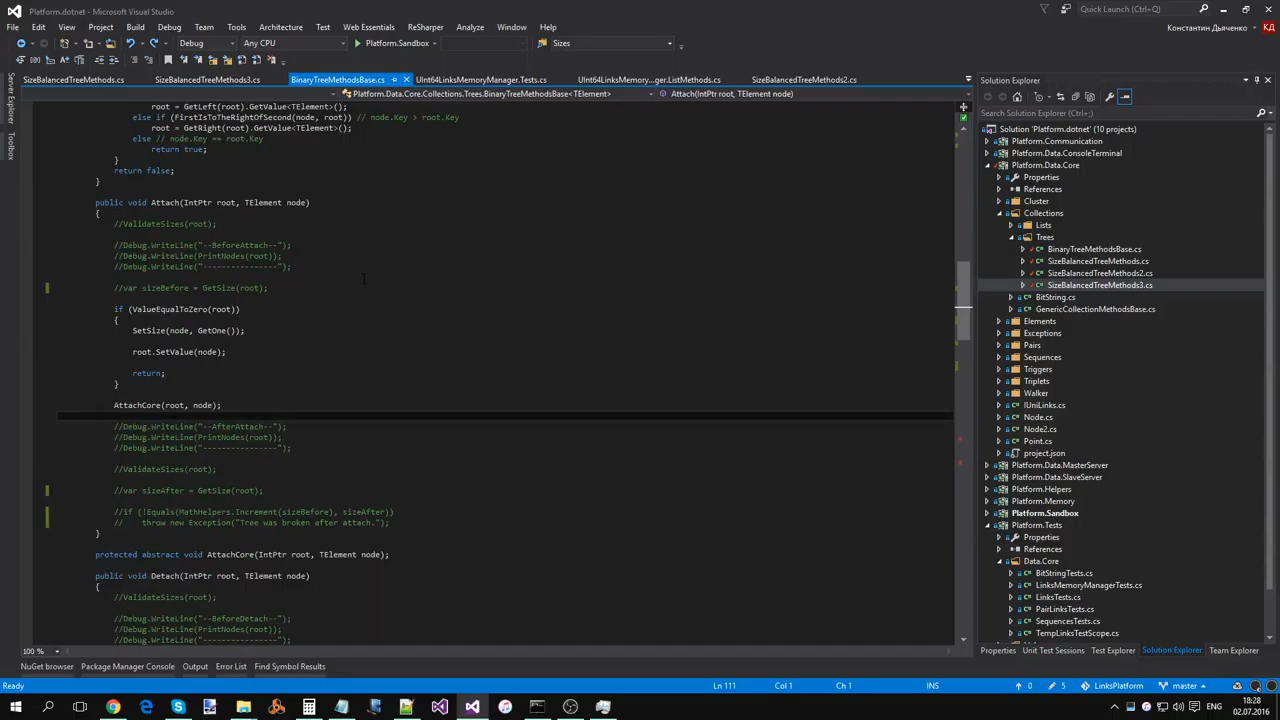 Platform.dotnet - Microsoft Visual Studio
Quick Launch (Ctrl+Q)
File Edit View Project Build Debug Team Tools Architecture Test Web Essentials ReSharper Analyze Window Help
Константин Дьяченко КД
Debug Any CPU Platform.Sandbox Sizes
SizeBalancedTreeMethods.cs SizeBalancedTreeMethods3.cs BinaryTreeMethodsBase.cs UInt64LinksMemoryManager.Tests.cs UInt64LinksMemory...ger.ListMethods.cs SizeBalancedTreeMethods2.cs
Platform.Data.Core.Collections.Trees.BinaryTreeMethodsBase<TElement> Attach(IntPtr root, TElement node)
Server Explorer
Toolbox
root = GetLeft(root).GetValue<TElement>();
else if (FirstIsToTheRightOfSecond(node, root)) // node.Key > root.Key
root = GetRight(root).GetValue<TElement>();
else // node.Key == root.Key
return true;
}
return false;
}
public void Attach(IntPtr root, TElement node)
{
//ValidateSizes(root);
//Debug.WriteLine("--BeforeAttach--");
//Debug.WriteLine(PrintNodes(root));
//Debug.WriteLine("----------------");
//var sizeBefore = GetSize(root);
if (ValueEqualToZero(root))
{
SetSize(node, GetOne());
root.SetValue(node);
return;
}
AttachCore(root, node);
//Debug.WriteLine("--AfterAttach--");
//Debug.WriteLine(PrintNodes(root));
//Debug.WriteLine("----------------");
//ValidateSizes(root);
//var sizeAfter = GetSize(root);
//if (!Equals(MathHelpers.Increment(sizeBefore), sizeAfter))
//    throw new Exception("Tree was broken after attach.");
}
protected abstract void AttachCore(IntPtr root, TElement node);
public void Detach(IntPtr root, TElement node)
{
//ValidateSizes(root);
//Debug.WriteLine("--BeforeDetach--");
//Debug.WriteLine(PrintNodes(root));
//Debug.WriteLine("----------------");
100 %
Solution Explorer
Search Solution Explorer (Ctrl+;)
Solution 'Platform.dotnet' (10 projects)
Platform.Communication
Platform.Data.ConsoleTerminal
Platform.Data.Core
Properties
References
Cluster
Collections
Lists
Trees
BinaryTreeMethodsBase.cs
SizeBalancedTreeMethods.cs
SizeBalancedTreeMethods2.cs
SizeBalancedTreeMethods3.cs
BitString.cs
GenericCollectionMethodsBase.cs
Elements
Exceptions
Pairs
Sequences
Triggers
Triplets
Walker
!UniLinks.cs
Node.cs
Node2.cs
Point.cs
project.json
Platform.Data.MasterServer
Platform.Data.SlaveServer
Platform.Helpers
Platform.Memory
Platform.Sandbox
Platform.Tests
Properties
References
Data.Core
BitStringTests.cs
LinksMemoryManagerTests.cs
LinksTests.cs
PairLinksTests.cs
SequencesTests.cs
TempLinksTestScope.cs
Properties Unit Test Sessions Test Explorer Solution Explorer Team Explorer
NuGet browser Package Manager Console Output Error List Find Symbol Results
Ready Ln 111 Col 1 Ch 1 INS 0 5 LinksPlatform master
ENG 18:28
02.07.2016